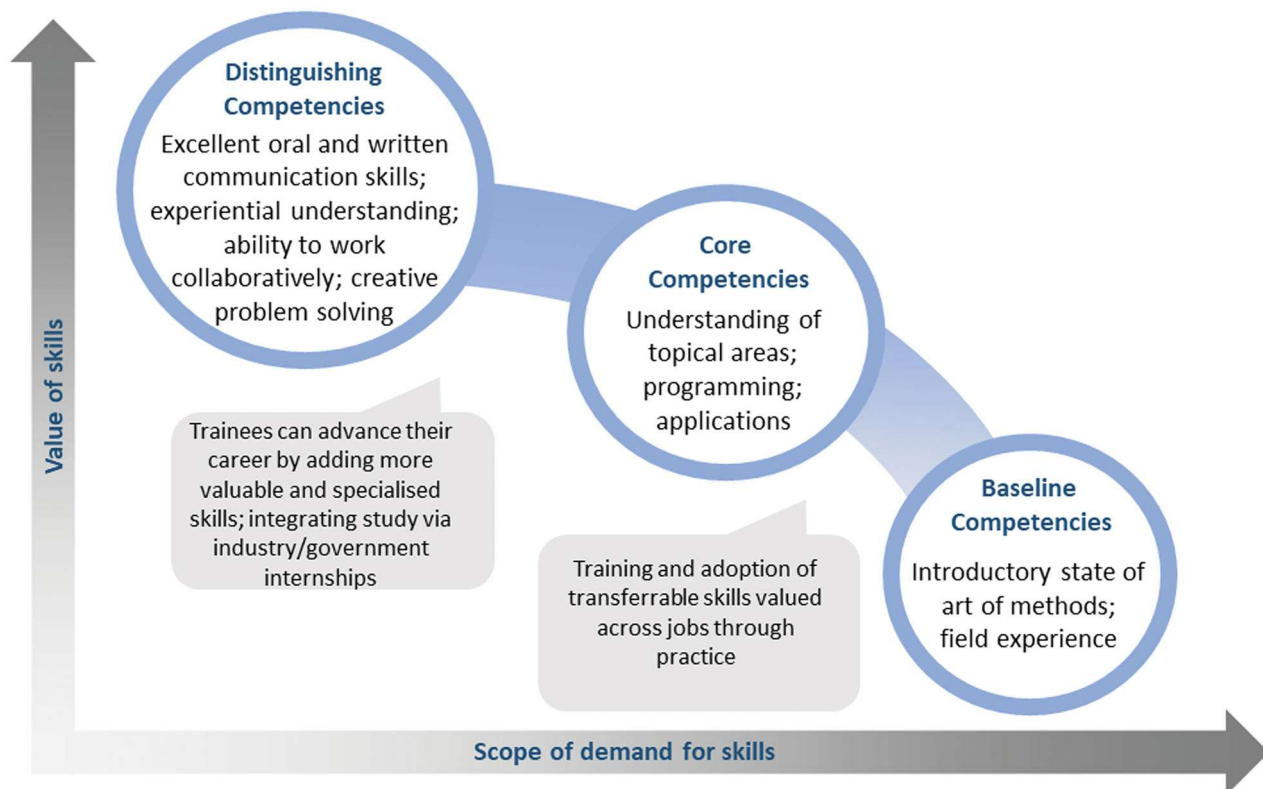 Distinguishing
Competencies
Excellent oral and written
communication skills;
experiential understanding;
ability to work
collaboratively; creative
problem solving
Core
Competencies
Understanding of
topical areas;
programming;
applications
Baseline
Competencies
Introductory state of
art of methods;
field experience
Trainees can advance their
career by adding more
valuable and specialised
skills; integrating study via
industry/government
internships
Training and adoption of
transferrable skills valued
across jobs through
practice
Value of skills
Scope of demand for skills